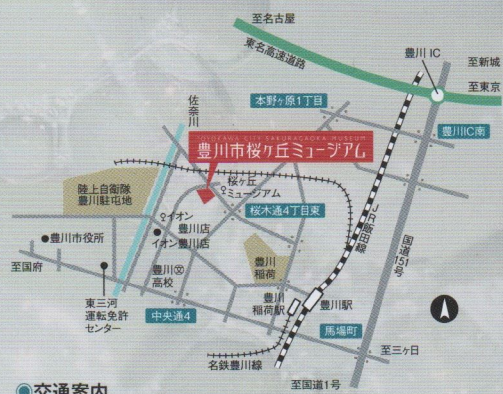 至名古屋
東名高速道路
豊川 IC
至新城
至東京
佐奈川
本野ヶ原1丁目
豊川IC南
TOYOKAWA CITY SAKURAGAOKA MUSEUM
豊川市桜ヶ丘ミュージアム
陸上自衛隊
豊川駐屯地
桜ヶ丘
ミュージアム
桜木通4丁目東
イオン
豊川店
イオン豊川店
JR飯田線
国道151号
豊川市役所
至国府
豊川
高校
文
豊川
稲荷
東三河
運転免許
センター
中央通4
豊川
稲荷駅
豊川駅
馬場町
名鉄豊川線
至三ヶ日
至国道1号
交通案内